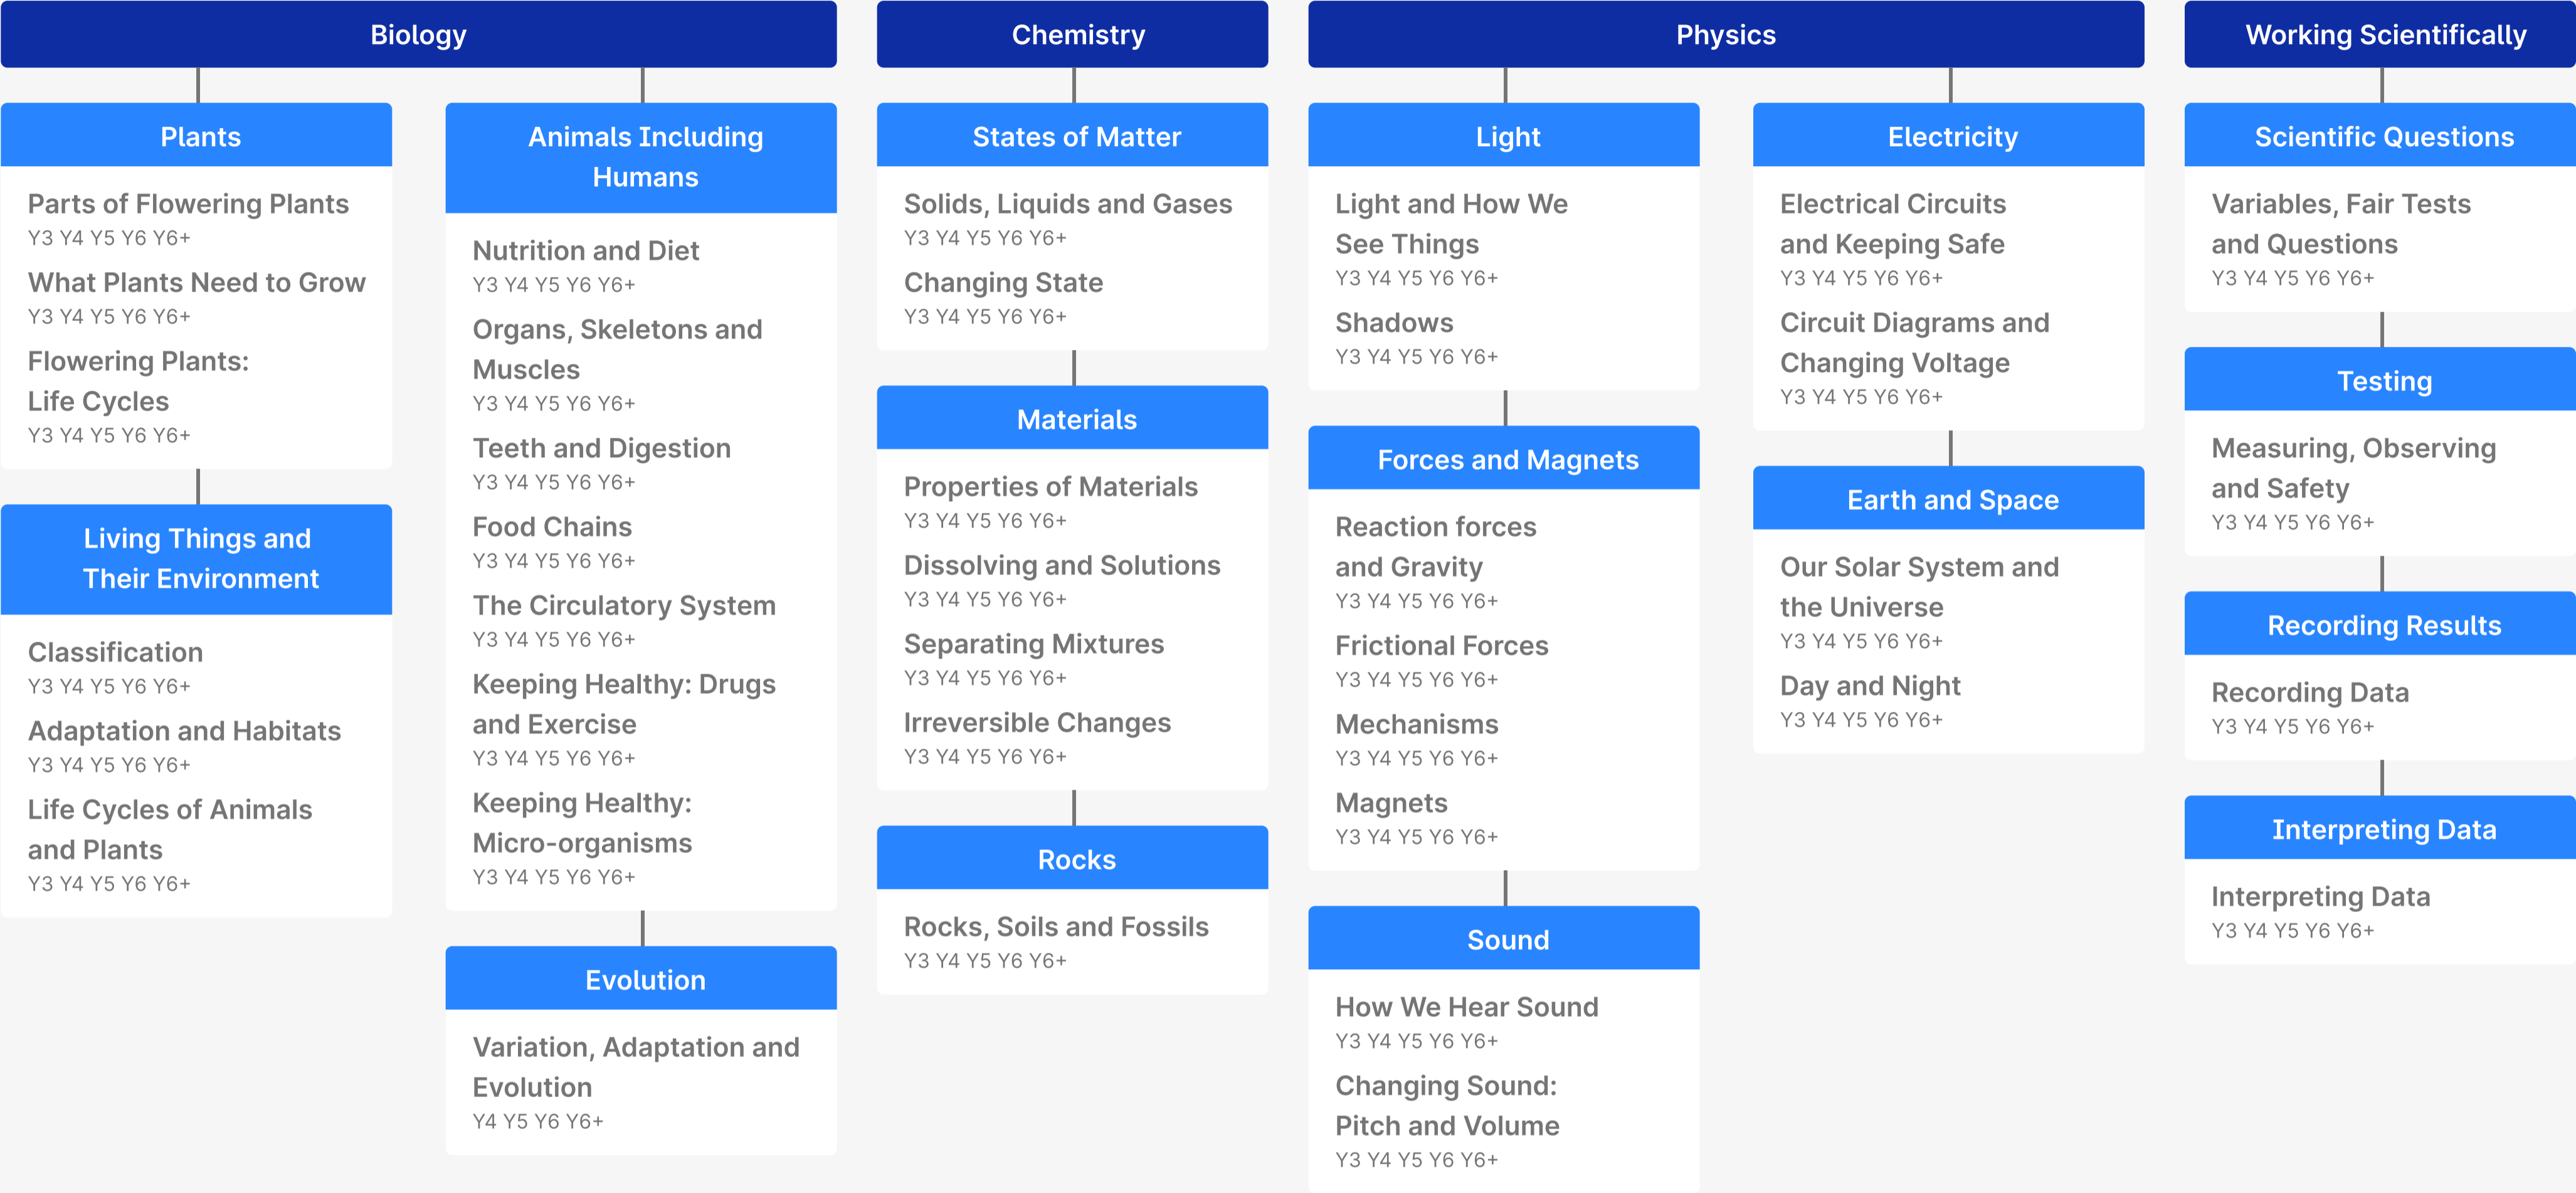 Biology
Plants
Parts of Flowering Plants
Y3 Y4 Y5 Y6 Y6+
What Plants Need to Grow
Y3 Y4 Y5 Y6 Y6+
Flowering Plants:
Life Cycles
Y3 Y4 Y5 Y6 Y6+
Living Things and
Their Environment
Classification
Y3 Y4 Y5 Y6 Y6+
Adaptation and Habitats
Y3 Y4 Y5 Y6 Y6+
Life Cycles of Animals
and Plants
Y3 Y4 Y5 Y6 Y6+
Animals Including
Humans
Nutrition and Diet
Y3 Y4 Y5 Y6 Y6+
Organs, Skeletons and
Muscles
Y3 Y4 Y5 Y6 Y6+
Teeth and Digestion
Y3 Y4 Y5 Y6 Y6+
Food Chains
Y3 Y4 Y5 Y6 Y6+
The Circulatory System
Y3 Y4 Y5 Y6 Y6+
Keeping Healthy: Drugs
and Exercise
Y3 Y4 Y5 Y6 Y6+
Keeping Healthy:
Micro-organisms
Y3 Y4 Y5 Y6 Y6+
Evolution
Variation, Adaptation and
Evolution
Y4 Y5 Y6 Y6+
Chemistry
States of Matter
Solids, Liquids and Gases
Y3 Y4 Y5 Y6 Y6+
Changing State
Y3 Y4 Y5 Y6 Y6+
Materials
Properties of Materials
Y3 Y4 Y5 Y6 Y6+
Dissolving and Solutions
Y3 Y4 Y5 Y6 Y6+
Separating Mixtures
Y3 Y4 Y5 Y6 Y6+
Irreversible Changes
Y3 Y4 Y5 Y6 Y6+
Rocks
Rocks, Soils and Fossils
Y3 Y4 Y5 Y6 Y6+
Physics
Light
Light and How We
See Things
Y3 Y4 Y5 Y6 Y6+
Shadows
Y3 Y4 Y5 Y6 Y6+
Forces and Magnets
Reaction forces
and Gravity
Y3 Y4 Y5 Y6 Y6+
Frictional Forces
Y3 Y4 Y5 Y6 Y6+
Mechanisms
Y3 Y4 Y5 Y6 Y6+
Magnets
Y3 Y4 Y5 Y6 Y6+
Sound
How We Hear Sound
Y3 Y4 Y5 Y6 Y6+
Changing Sound:
Pitch and Volume
Y3 Y4 Y5 Y6 Y6+
Electricity
Electrical Circuits
and Keeping Safe
Y3 Y4 Y5 Y6 Y6+
Circuit Diagrams and
Changing Voltage
Y3 Y4 Y5 Y6 Y6+
Earth and Space
Our Solar System and
the Universe
Y3 Y4 Y5 Y6 Y6+
Day and Night
Y3 Y4 Y5 Y6 Y6+
Working Scientifically
Scientific Questions
Variables, Fair Tests
and Questions
Y3 Y4 Y5 Y6 Y6+
Testing
Measuring, Observing
and Safety
Y3 Y4 Y5 Y6 Y6+
Recording Results
Recording Data
Y3 Y4 Y5 Y6 Y6+
Interpreting Data
Interpreting Data
Y3 Y4 Y5 Y6 Y6+